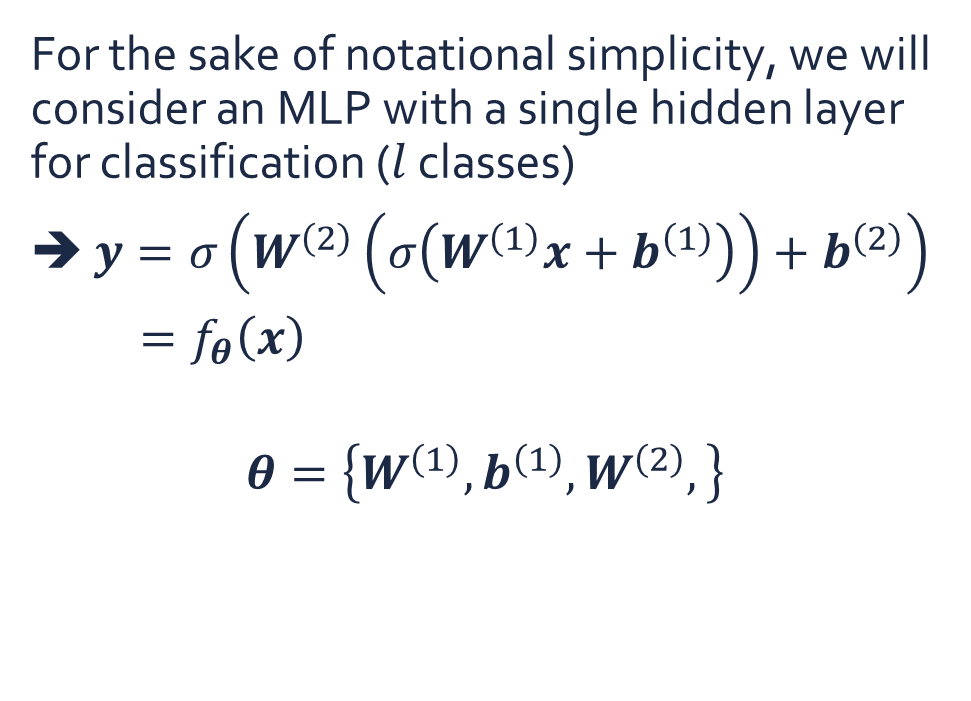 For the sake of notational simplicity, we will
consider an MLP with a single hidden layer
for classification (𝑙 classes)
➔ 𝒚 = 𝜎(𝑾⁽²⁾(𝜎(𝑾⁽¹⁾𝒙 + 𝒃⁽¹⁾)) + 𝒃⁽²⁾)
= 𝑓_𝜽(𝒙)
𝜽 = {𝑾⁽¹⁾, 𝒃⁽¹⁾, 𝑾⁽²⁾, }